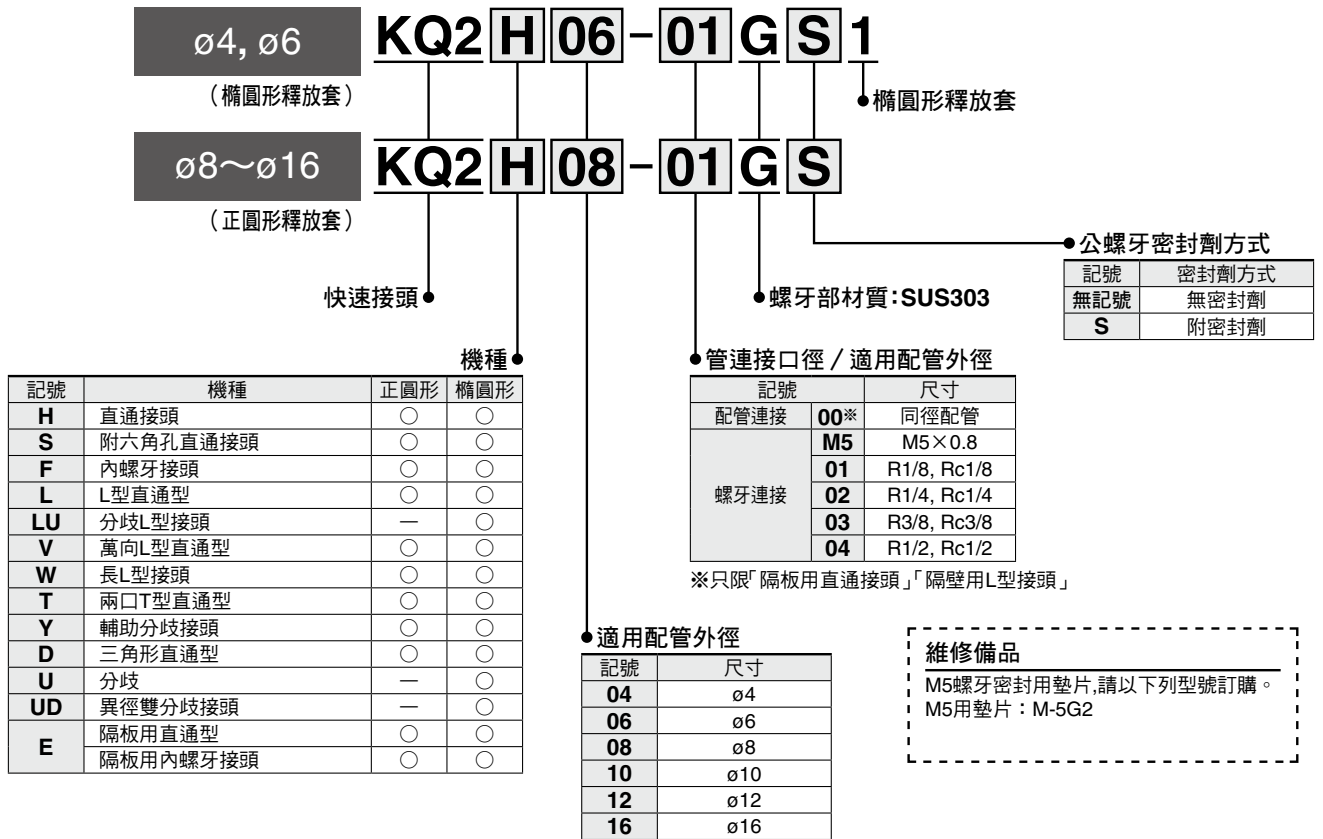 ø4, ø6
KQ2 H 06 - 01 G S 1
(橢圓形釋放套)
橢圓形釋放套
ø8～ø16
KQ2 H 08 - 01 G S
(正圓形釋放套)
公螺牙密封劑方式
記號 密封劑方式
無記號 無密封劑
S 附密封劑
快速接頭
螺牙部材質:SUS303
機種
記號 機種 正圓形 橢圓形
H 直通接頭 ○ ○
S 附六角孔直通接頭 ○ ○
F 內螺牙接頭 ○ ○
L L型直通型 ○ ○
LU 分歧L型接頭 — ○
V 萬向L型直通型 ○ ○
W 長L型接頭 ○ ○
T 兩口T型直通型 ○ ○
Y 輔助分歧接頭 ○ ○
D 三角形直通型 ○ ○
U 分歧 — ○
UD 異徑雙分歧接頭 — ○
E 隔板用直通型 ○ ○
隔板用內螺牙接頭 ○ ○
管連接口徑／適用配管外徑
記號 尺寸
配管連接 00※ 同徑配管
螺牙連接 M5 M5×0.8
01 R1/8, Rc1/8
02 R1/4, Rc1/4
03 R3/8, Rc3/8
04 R1/2, Rc1/2
※只限「隔板用直通接頭」「隔壁用L型接頭」
適用配管外徑
記號 尺寸
04 ø4
06 ø6
08 ø8
10 ø10
12 ø12
16 ø16
維修備品
M5螺牙密封用墊片,請以下列型號訂購。
M5用墊片：M-5G2